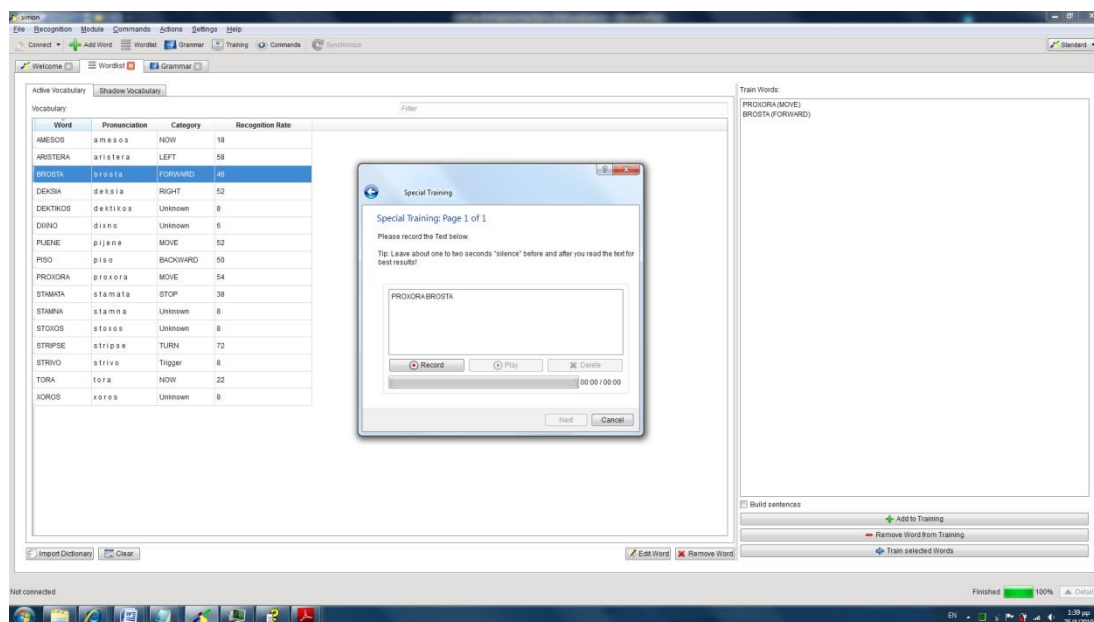 simon
File Recognition Module Commands Actions Settings Help
Connect Add Word Wordlist Grammar Training Commands Synchronize Standard
Welcome Wordlist Grammar
Active Vocabulary Shadow Vocabulary
Vocabulary: Filter
Word Pronunciation Category Recognition Rate
AMESOS a m e s o s NOW 18
ARISTERA a r i s t e r a LEFT 58
BROSTA b r o s t a FORWARD 46
DEKSIA d e k s i a RIGHT 52
DEKTIKOS d e k t i k o s Unknown 8
DIXNO d i x n o Unknown 6
PIJENE p i j e n e MOVE 52
PISO p i s o BACKWARD 50
PROXORA p r o x o r a MOVE 54
STAMATA s t a m a t a STOP 38
STAMNA s t a m n a Unknown 8
STOXOS s t o x o s Unknown 8
STRIPSE s t r i p s e TURN 72
STRIVO s t r i v o Trigger 8
TORA t o r a NOW 22
XOROS x o r o s Unknown 8
Import Dictionary Clear Edit Word Remove Word
Special Training
Special Training: Page 1 of 1
Please record the Text below.
Tip: Leave about one to two seconds "silence" before and after you read the text for
best results!
PROXORA BROSTA
Record Play Delete
00:00 / 00:00
Next Cancel
Train Words:
PROXORA (MOVE)
BROSTA (FORWARD)
Build sentences
Add to Training
Remove Word from Training
Train selected Words
Not connected Finished 100% Detail
EN 1:39 μμ